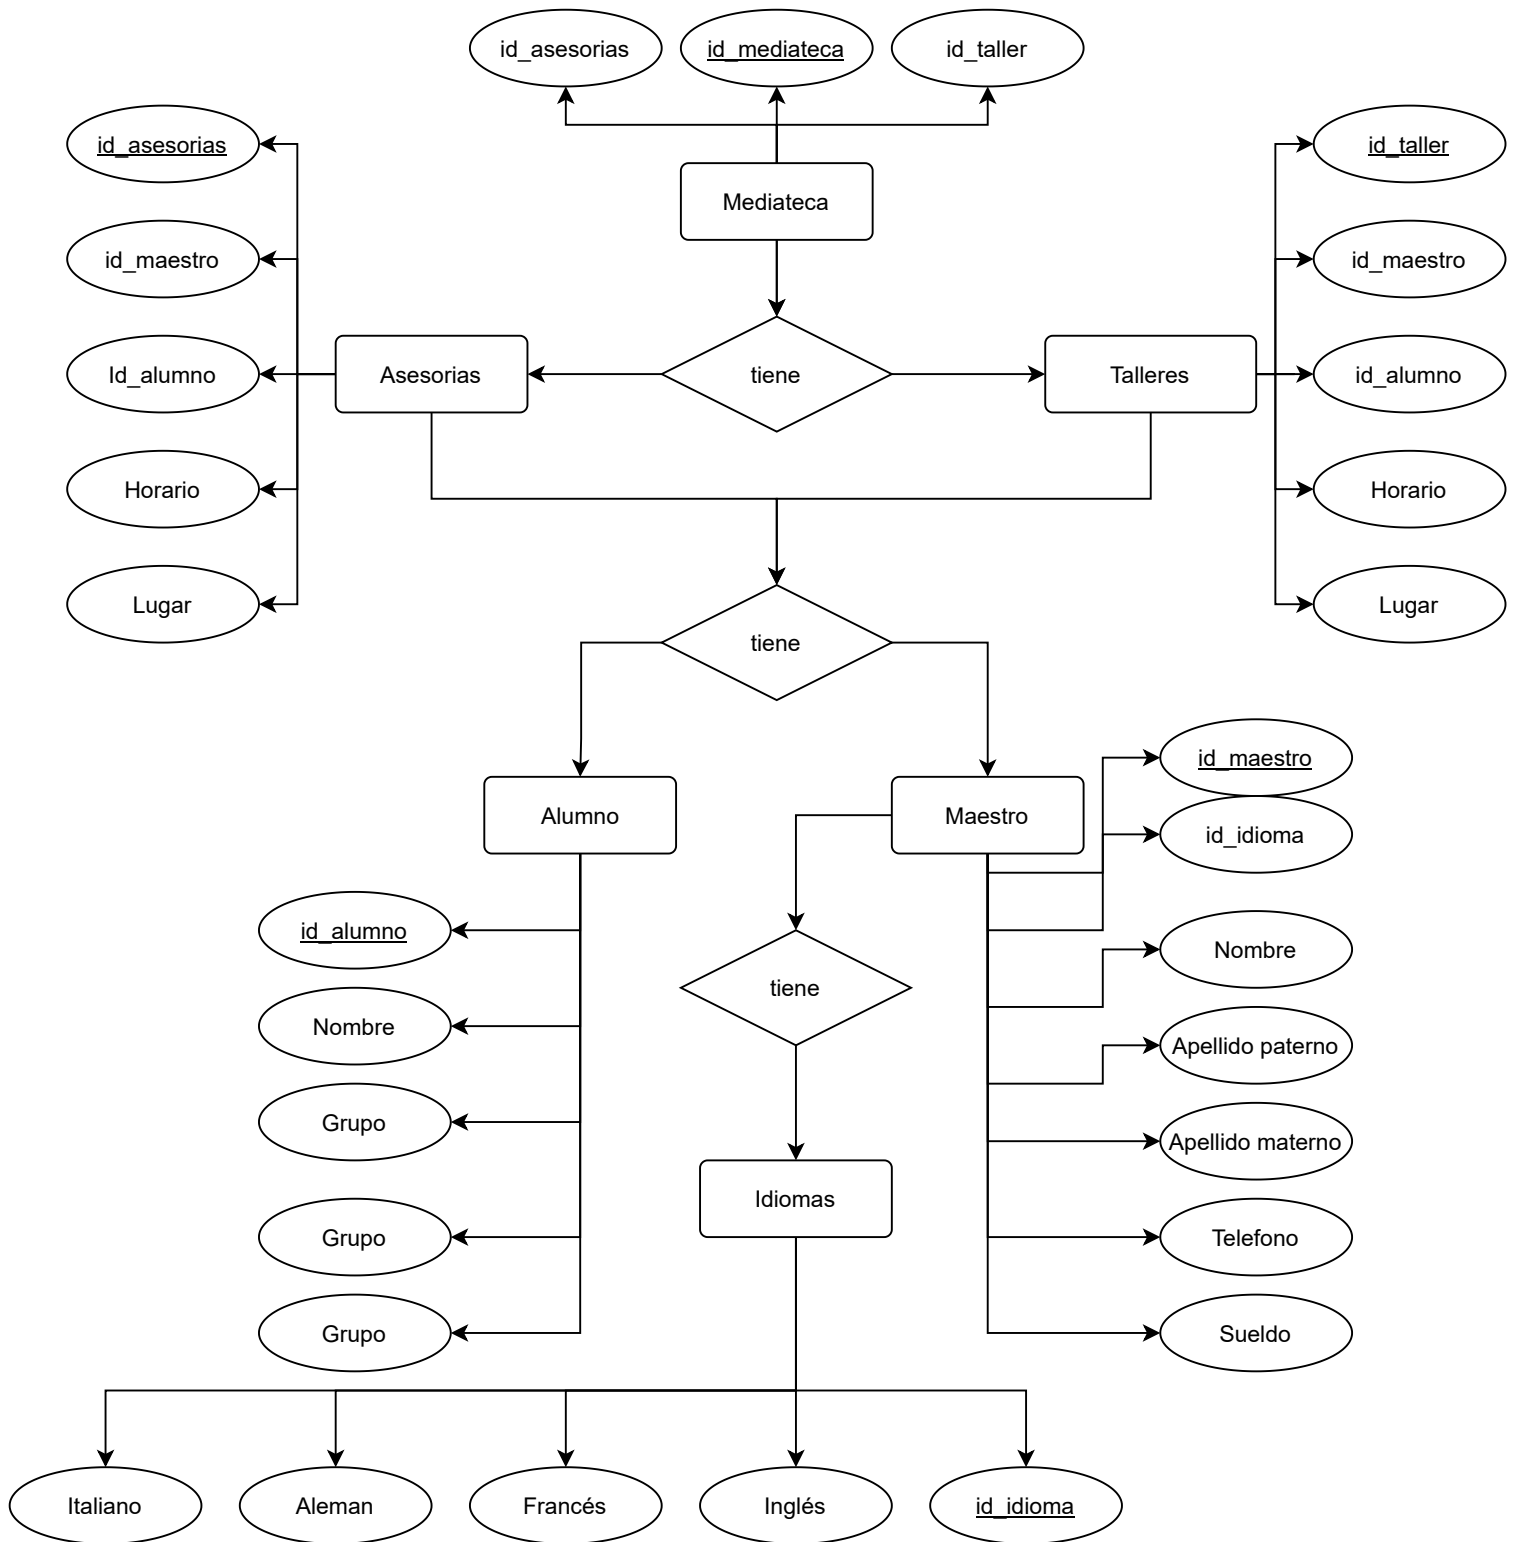 id_asesorias
id_mediateca
id_taller
id_asesorias
id_taller
Mediateca
id_maestro
id_maestro
Id_alumno
Asesorias
tiene
Talleres
id_alumno
Horario
Horario
Lugar
Lugar
tiene
id_maestro
Alumno
Maestro
id_idioma
id_alumno
Nombre
tiene
Nombre
Apellido paterno
Grupo
Apellido materno
Idiomas
Grupo
Telefono
Grupo
Sueldo
Italiano
Aleman
Francés
Inglés
id_idioma